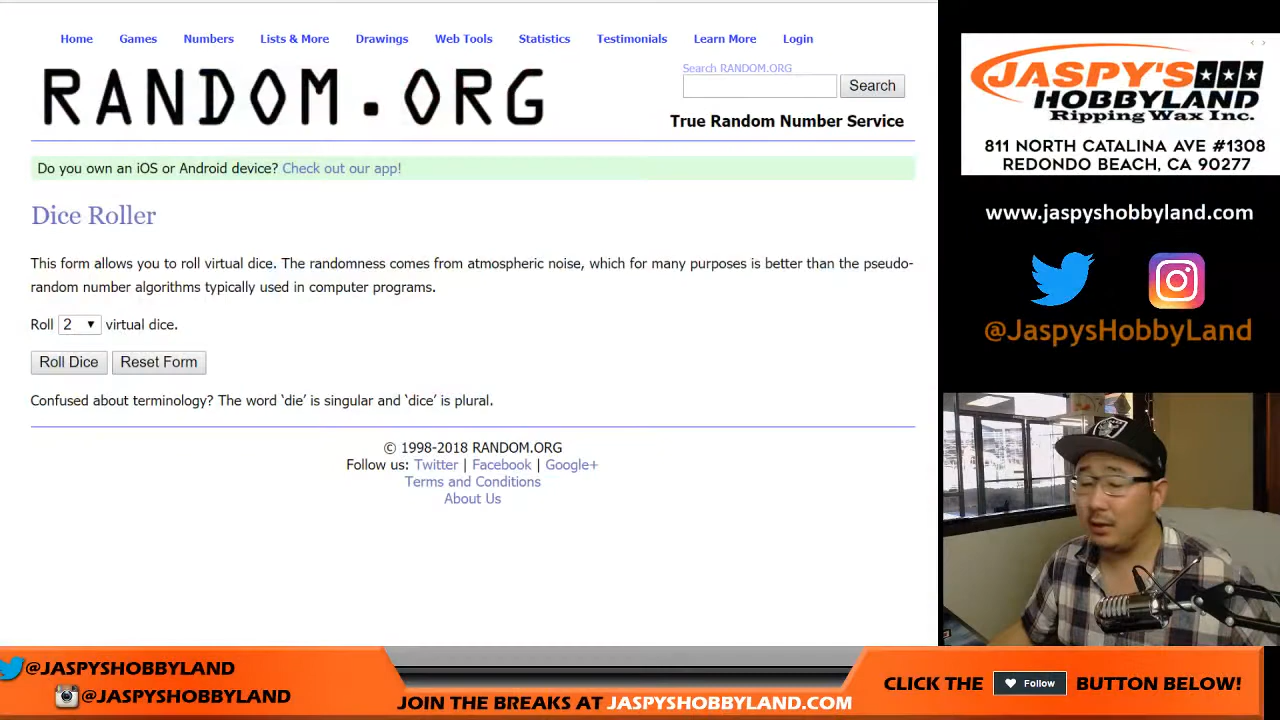 Home Games Numbers Lists & More Drawings Web Tools Statistics Testimonials Learn More Login
RANDOM.ORG
Search RANDOM.ORG
Search
True Random Number Service
Do you own an iOS or Android device? Check out our app!
Dice Roller
This form allows you to roll virtual dice. The randomness comes from atmospheric noise, which for many purposes is better than the pseudo-
random number algorithms typically used in computer programs.
Roll 2 virtual dice.
Roll Dice Reset Form
Confused about terminology? The word ‘die’ is singular and ‘dice’ is plural.
© 1998-2018 RANDOM.ORG
Follow us: Twitter | Facebook | Google+
Terms and Conditions
About Us
JASPY'S
HOBBYLAND
Ripping Wax Inc.
811 NORTH CATALINA AVE #1308
REDONDO BEACH, CA 90277
www.jaspyshobbyland.com
@JaspysHobbyLand
@JASPYSHOBBYLAND
@JASPYSHOBBYLAND
JOIN THE BREAKS AT JASPYSHOBBYLAND.COM
CLICK THE Follow BUTTON BELOW!